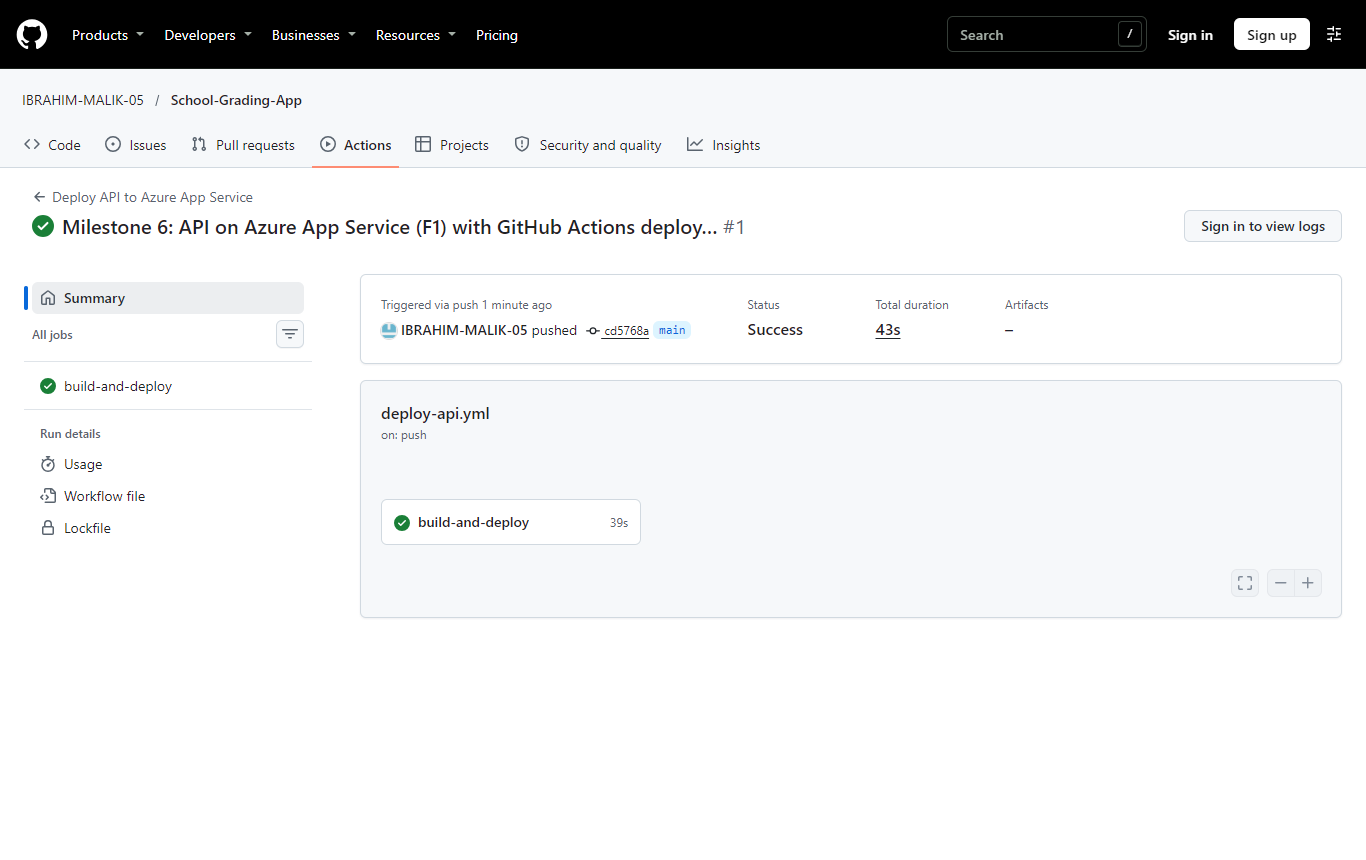 Products Developers Businesses Resources Pricing Search / Sign in Sign up
IBRAHIM-MALIK-05 / School-Grading-App
Code Issues Pull requests Actions Projects Security and quality Insights
Deploy API to Azure App Service
Milestone 6: API on Azure App Service (F1) with GitHub Actions deploy... #1
Sign in to view logs
Summary
All jobs
build-and-deploy
Run details
Usage
Workflow file
Lockfile
Triggered via push 1 minute ago Status Total duration Artifacts
IBRAHIM-MALIK-05 pushed cd5768a main Success 43s –
deploy-api.yml
on: push
build-and-deploy 39s